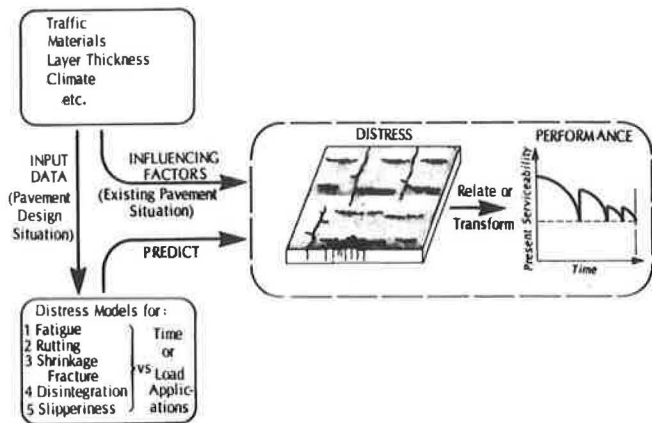 Traffic
Materials
Layer Thickness
Climate
etc.
INPUT
DATA
(Pavement
Design
Situation)
INFLUENCING
FACTORS
(Existing Pavement
Situation)
PREDICT
DISTRESS
Relate or
Transform
PERFORMANCE
Present Serviceability
Time
Distress Models for:
1 Fatigue
2 Rutting
3 Shrinkage
Fracture
4 Disintegration
5 Slipperiness
vs
Time
or
Load
Applic-
ations